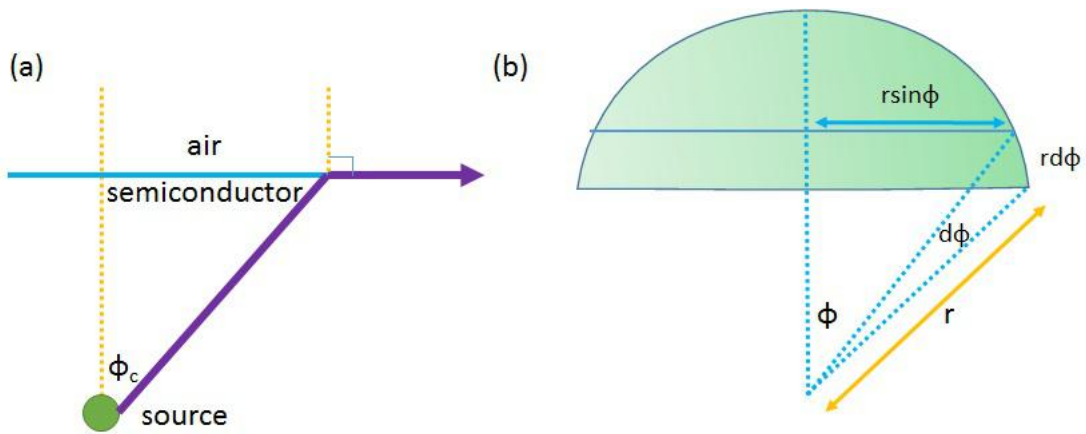 (a)
air
semiconductor
ϕc
source
(b)
rsinϕ
rdϕ
dϕ
ϕ
r